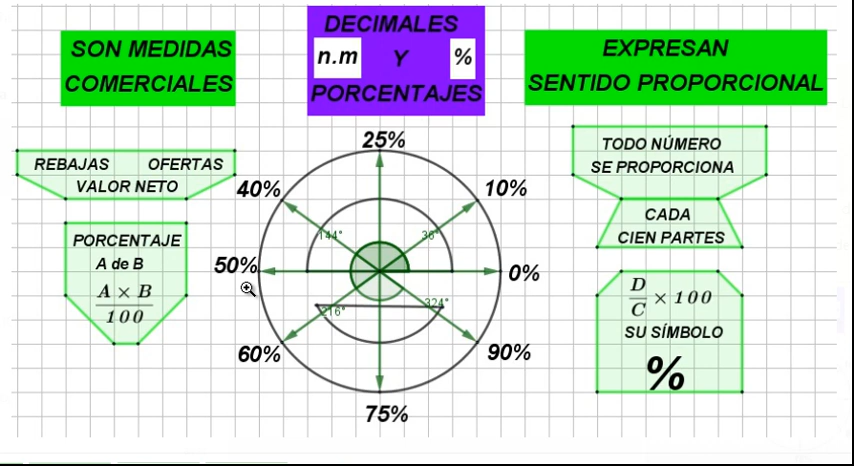 SON MEDIDAS
COMERCIALES
DECIMALES
n.m Y %
PORCENTAJES
EXPRESAN
SENTIDO PROPORCIONAL
REBAJAS OFERTAS
VALOR NETO
PORCENTAJE
A de B
A × B
100
25%
40% 10%
144° 36°
50% 0%
216° 324°
60% 90%
75%
TODO NÚMERO
SE PROPORCIONA
CADA
CIEN PARTES
D
C × 100
SU SÍMBOLO
%